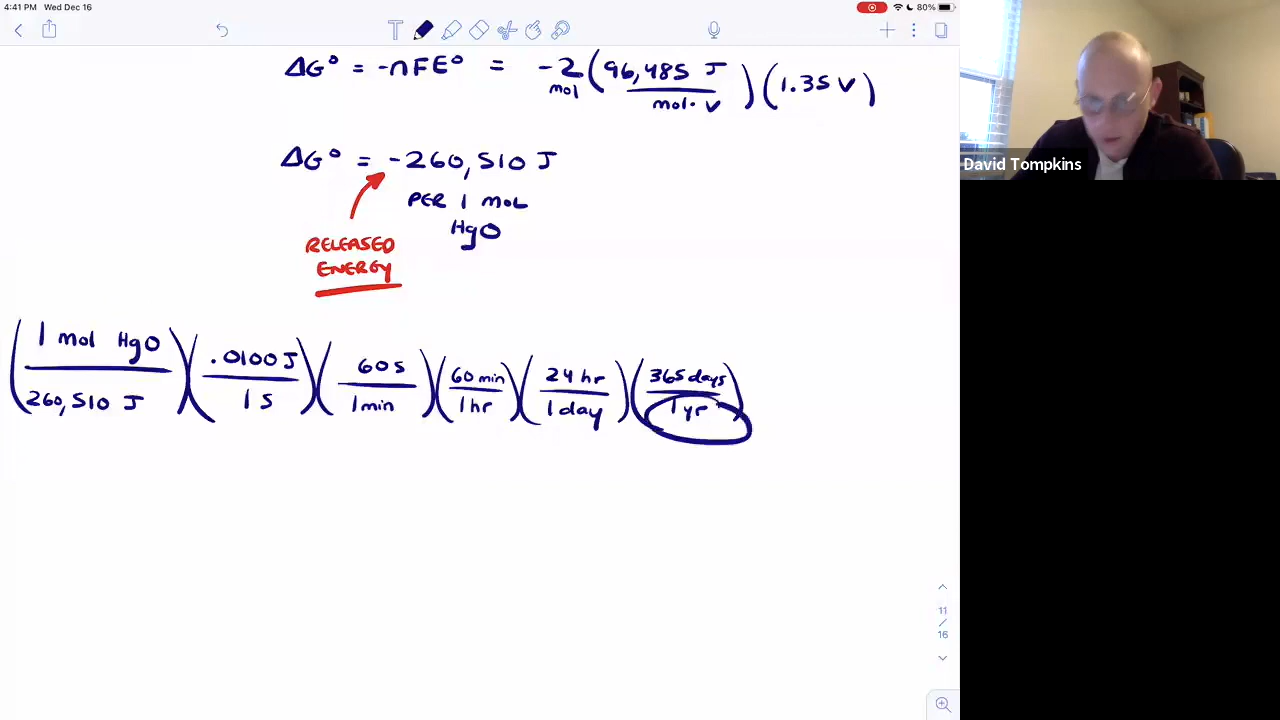 4:41 PM Wed Dec 16
80%
T
ΔG° = -nFE° = -2 mol (96,485 J / mol·V)(1.35 V)
David Tompkins
ΔG° = -260,510 J
PER 1 MOL
HgO
RELEASED
ENERGY
(1 mol HgO / 260,510 J)(.0100 J / 1 s)(60 s / 1 min)(60 min / 1 hr)(24 hr / 1 day)(365 days / 1 yr)
11
/
16